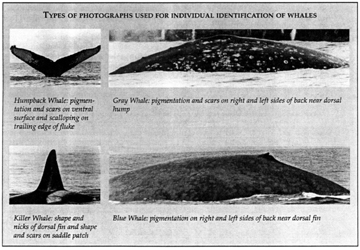 TYPES OF PHOTOGRAPHS USED FOR INDIVIDUAL IDENTIFICATION OF WHALES
Humpback Whale: pigmen-
tation and scars on ventral
surface and scalloping on
trailing edge of fluke
Gray Whale: pigmentation and scars on right and left sides of back near dorsal
hump
Killer Whale: shape and
nicks of dorsal fin and shape
and scars on saddle patch
Blue Whale: pigmentation on right and left sides of back near dorsal fin